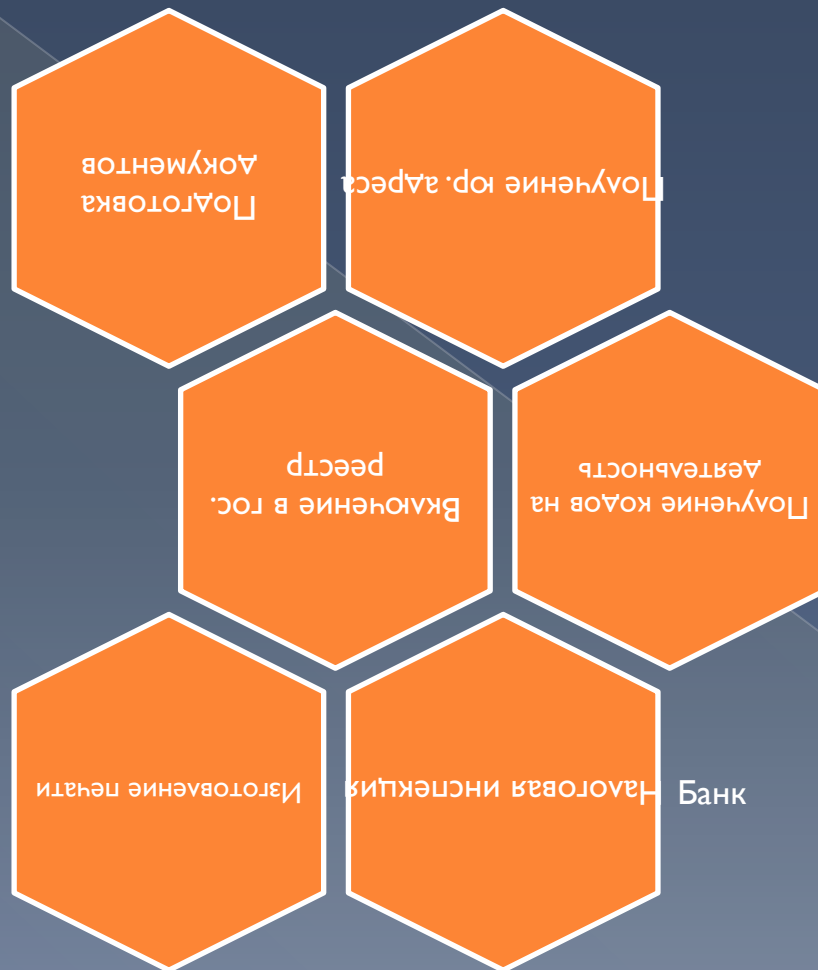 Подготовка
документов
Получение юр. адреса
Включение в гос.
реестр
Получение кодов на
деятельность
Изготовление печати
Налоговая инспекция
Банк